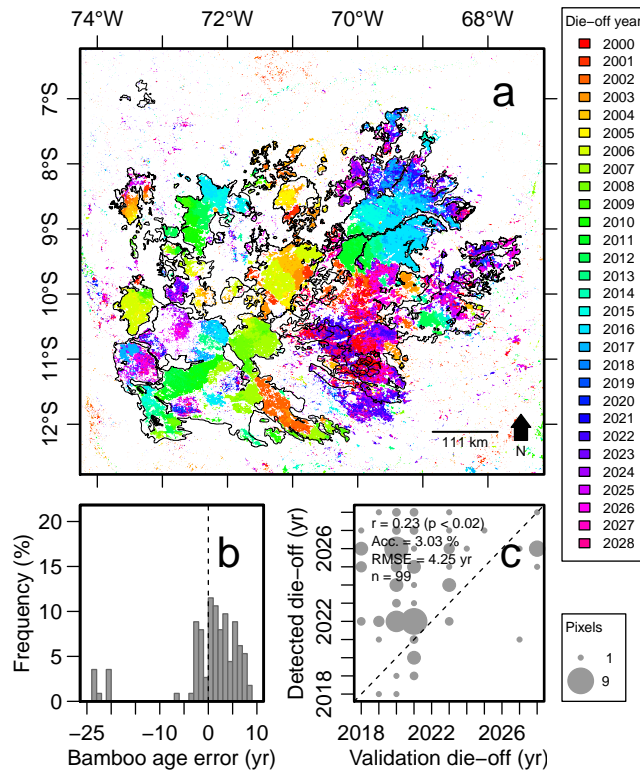 74°W 72°W 70°W 68°W
Die−off year
2000
2001
2002
2003
2004
2005
2006
2007
2008
2009
2010
2011
2012
2013
2014
2015
2016
2017
2018
2019
2020
2021
2022
2023
2024
2025
2026
2027
2028
a
7°S
8°S
9°S
10°S
11°S
12°S
111 km
N
b
Frequency (%)
20
15
10
5
0
−25 −10 0 10
Bamboo age error (yr)
c
r = 0.23 (p < 0.02)
Acc. = 3.03 %
RMSE = 4.25 yr
n = 99
Detected die−off (yr)
2026
2022
2018
2018 2022 2026
Validation die−off (yr)
Pixels
1
9